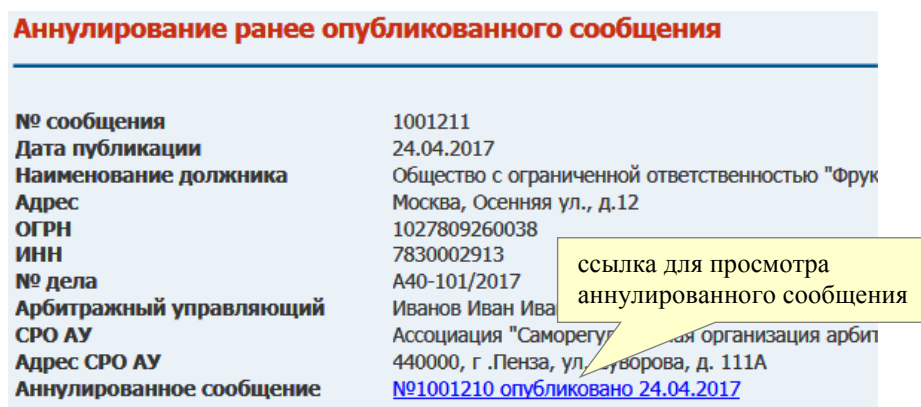 Аннулирование ранее опубликованного сообщения
№ сообщения 1001211
Дата публикации 24.04.2017
Наименование должника Общество с ограниченной ответственностью "Фрук
Адрес Москва, Осенняя ул., д.12
ОГРН 1027809260038
ИНН 7830002913
№ дела А40-101/2017
Арбитражный управляющий Иванов Иван Ива
СРО АУ Ассоциация "Саморегул ая организация арбит
Адрес СРО АУ 440000, г .Пенза, ул. уворова, д. 111А
Аннулированное сообщение №1001210 опубликовано 24.04.2017
ссылка для просмотра
аннулированного сообщения